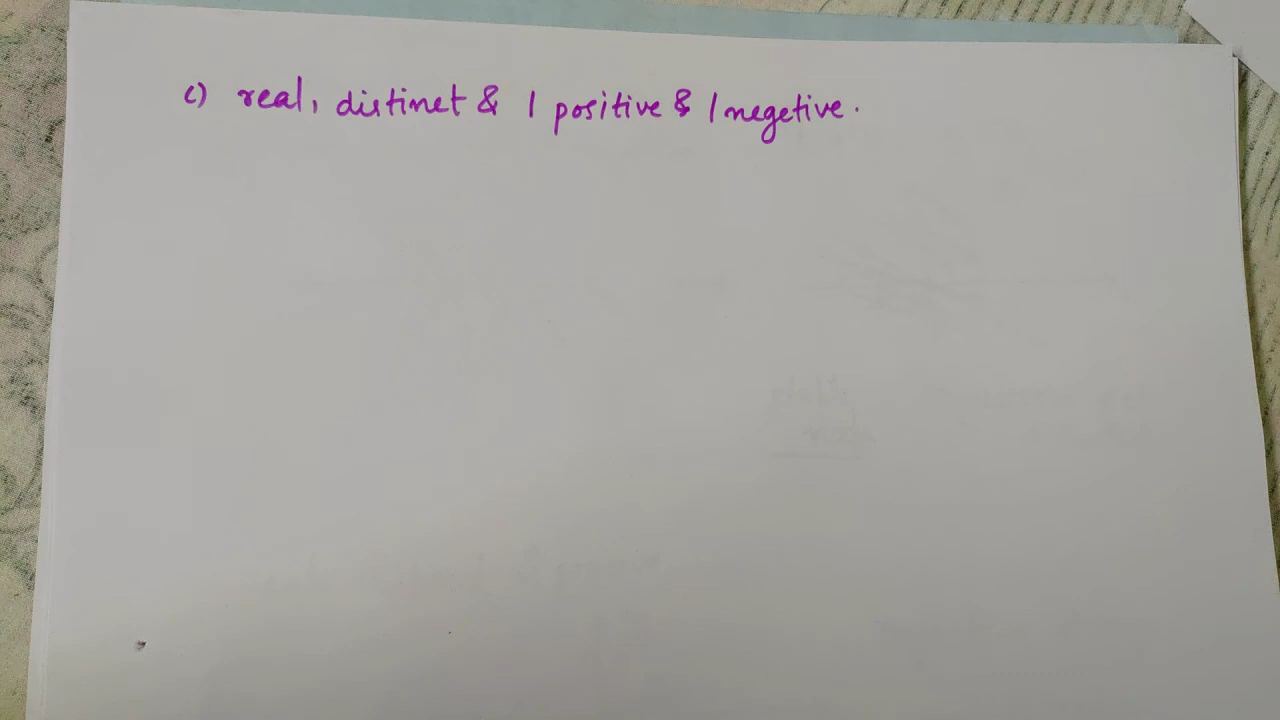 c) real, distinct & 1 positive & 1 negetive.